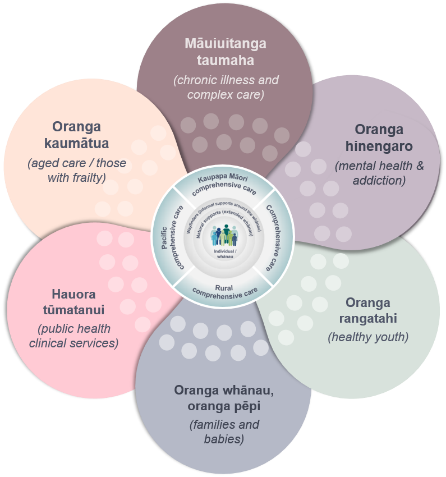 Māuiuitanga
taumaha
(chronic illness and
complex care)
Oranga
kaumātua
(aged care / those
with frailty)
Oranga
hinengaro
(mental health &
addiction)
Kaupapa Māori
comprehensive care
Pacific
comprehensive care
Comprehensive care
Rural
comprehensive care
Individual /
whānau
Hauora
tūmatanui
(public health
clinical services)
Oranga
rangatahi
(healthy youth)
Oranga whānau,
oranga pēpi
(families and
babies)